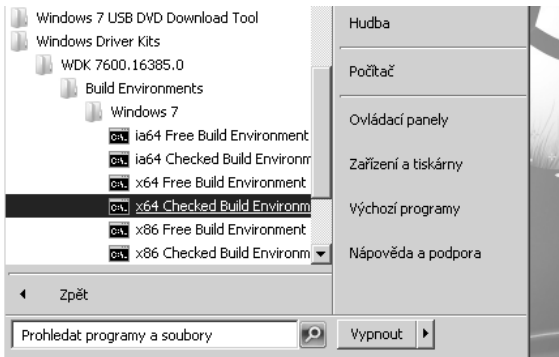 Windows 7 USB DVD Download Tool
Windows Driver Kits
WDK 7600.16385.0
Build Environments
Windows 7
ia64 Free Build Environment
ia64 Checked Build Environm
x64 Free Build Environment
x64 Checked Build Environm
x86 Free Build Environment
x86 Checked Build Environm
Zpět
Prohledat programy a soubory
Hudba
Počítač
Ovládací panely
Zařízení a tiskárny
Výchozí programy
Nápověda a podpora
Vypnout